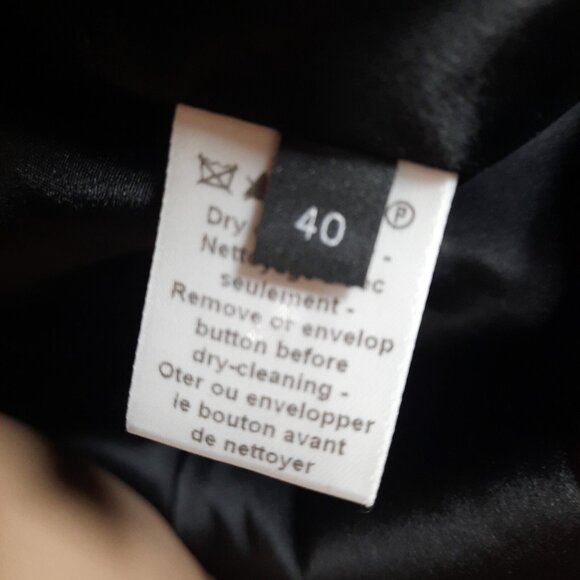 40
P
Dry
-
seulement -
Remove or envelop
button before
dry-cleaning -
Oter ou envelopper
le bouton avant
de nettoyer